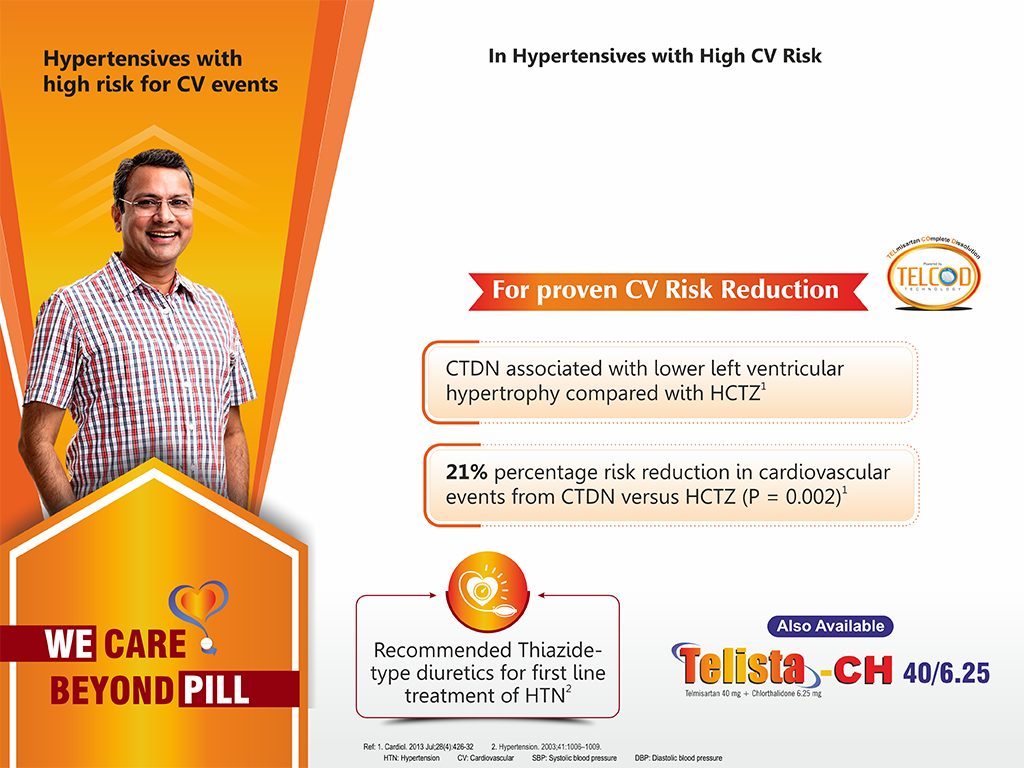 Hypertensives with
high risk for CV events
In Hypertensives with High CV Risk
TELmisartan COmplete Dissolution
Powered by
TELCOD
TECHNOLOGY
For proven CV Risk Reduction
CTDN associated with lower left ventricular
hypertrophy compared with HCTZ1
21% percentage risk reduction in cardiovascular
events from CTDN versus HCTZ (P = 0.002)1
Recommended Thiazide-
type diuretics for first line
treatment of HTN2
WE CARE
BEYOND PILL
Also Available
Telista-CH 40/6.25
Telmisartan 40 mg + Chlorthalidone 6.25 mg
Ref: 1. Cardiol. 2013 Jul;28(4):426-32 2. Hypertension. 2003;41:1006–1009.
HTN: Hypertension CV: Cardiovascular SBP: Systolic blood pressure DBP: Diastolic blood pressure